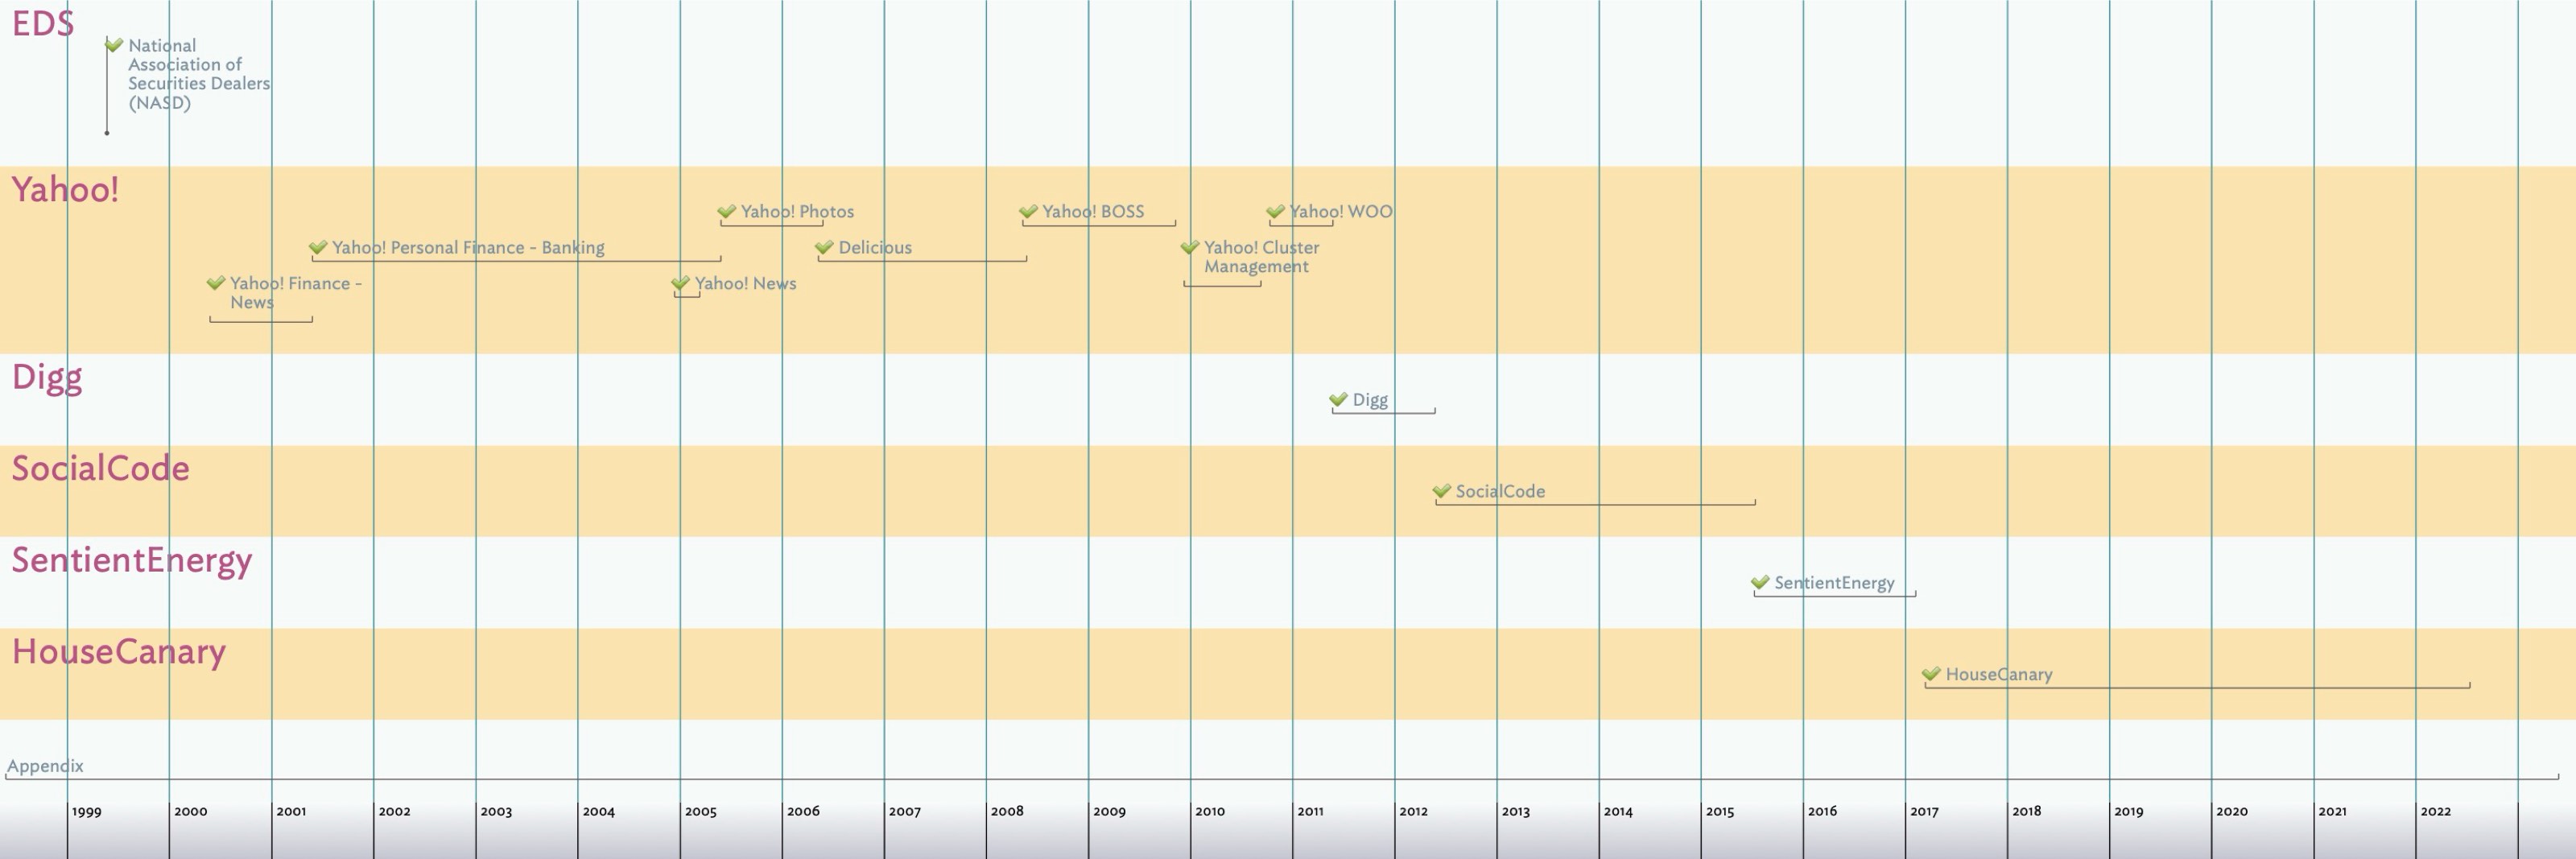 EDS
National
Association of
Securities Dealers
(NASD)
Yahoo!
Yahoo! Photos
Yahoo! BOSS
Yahoo! WOO
Yahoo! Personal Finance - Banking
Delicious
Yahoo! Cluster
Management
Yahoo! Finance -
News
Yahoo! News
Digg
Digg
SocialCode
SocialCode
SentientEnergy
SentientEnergy
HouseCanary
HouseCanary
Appendix
1999 2000 2001 2002 2003 2004 2005 2006 2007 2008 2009 2010 2011 2012 2013 2014 2015 2016 2017 2018 2019 2020 2021 2022